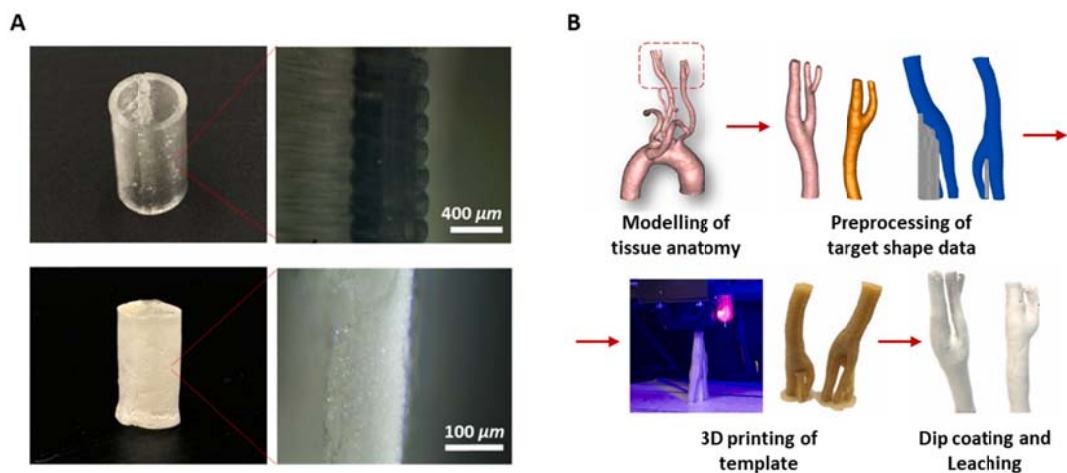 A
B
400 µm
Modelling of
tissue anatomy
Preprocessing of
target shape data
100 µm
3D printing of
template
Dip coating and
Leaching